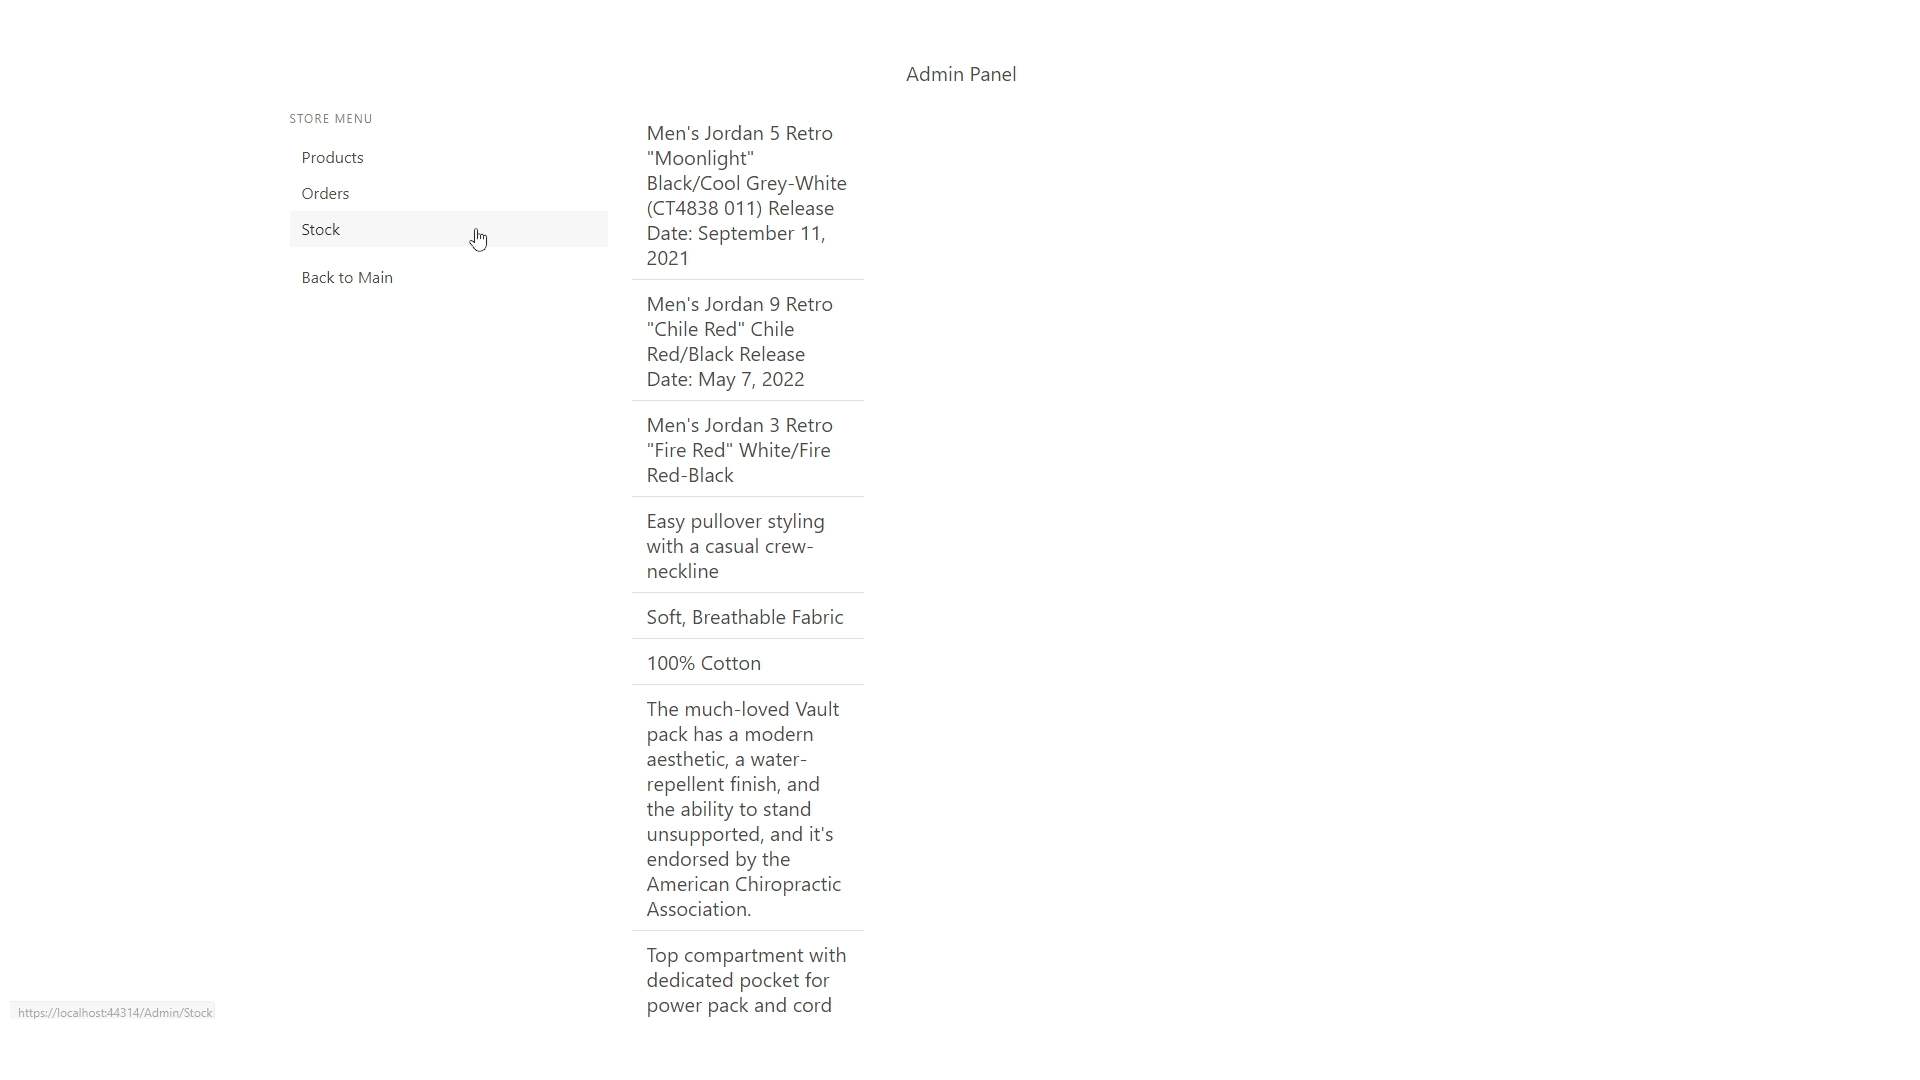 Admin Panel
STORE MENU
Products
Orders
Stock
Back to Main
Men's Jordan 5 Retro
"Moonlight"
Black/Cool Grey-White
(CT4838 011) Release
Date: September 11,
2021
Men's Jordan 9 Retro
"Chile Red" Chile
Red/Black Release
Date: May 7, 2022
Men's Jordan 3 Retro
"Fire Red" White/Fire
Red-Black
Easy pullover styling
with a casual crew-
neckline
Soft, Breathable Fabric
100% Cotton
The much-loved Vault
pack has a modern
aesthetic, a water-
repellent finish, and
the ability to stand
unsupported, and it's
endorsed by the
American Chiropractic
Association.
Top compartment with
dedicated pocket for
power pack and cord
https://localhost:44314/Admin/Stock